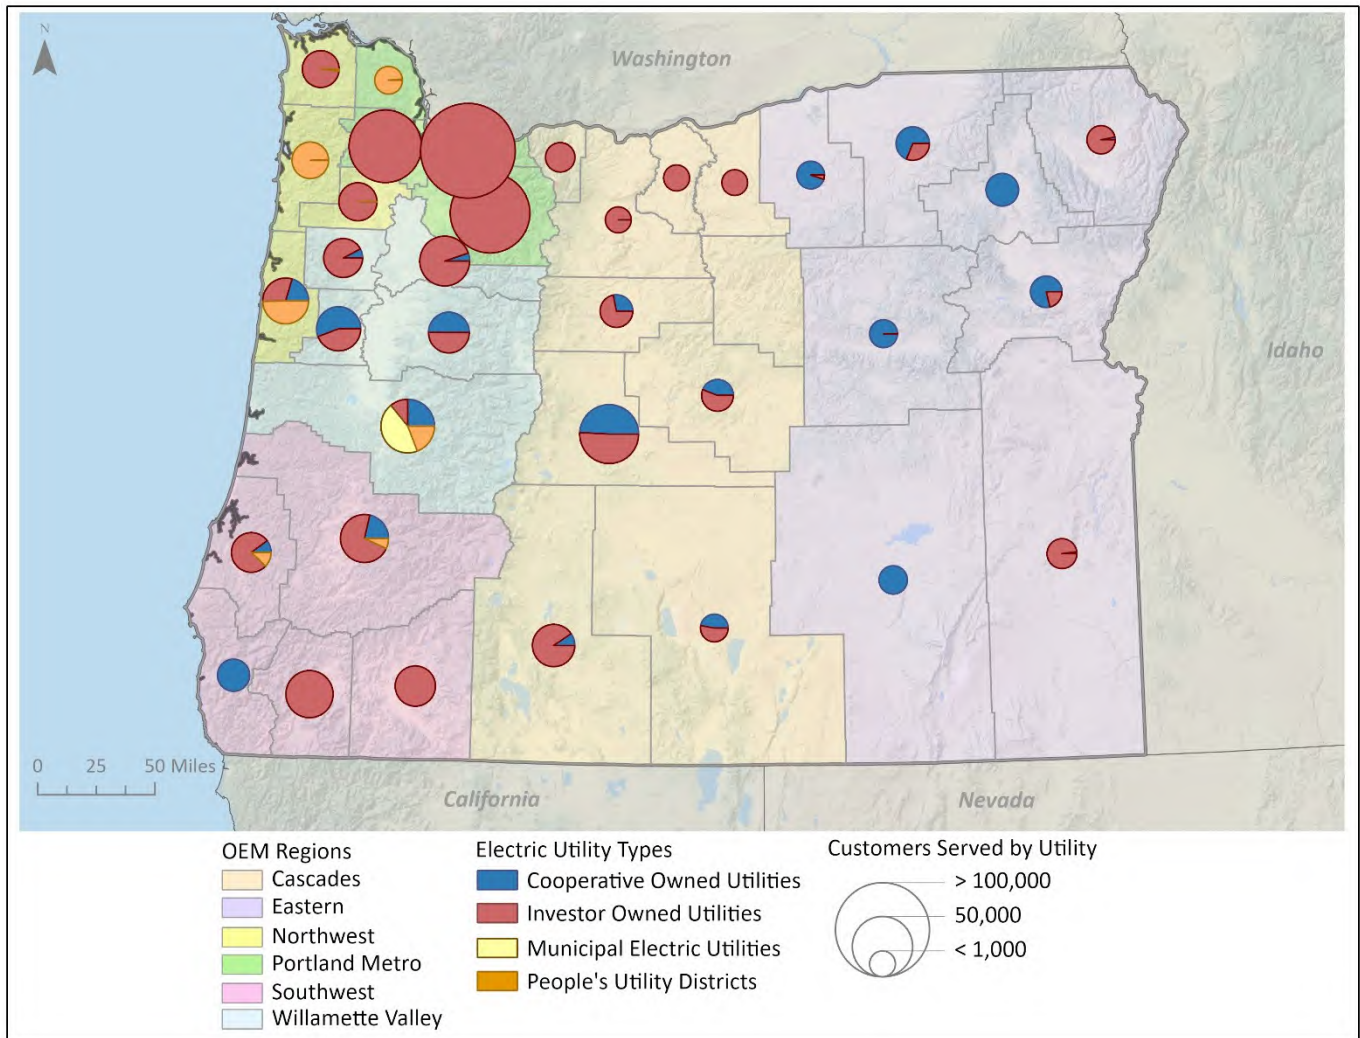 N
Washington
Idaho
0 25 50 Miles
California
Nevada
OEM Regions
Cascades
Eastern
Northwest
Portland Metro
Southwest
Willamette Valley
Electric Utility Types
Cooperative Owned Utilities
Investor Owned Utilities
Municipal Electric Utilities
People's Utility Districts
Customers Served by Utility
> 100,000
50,000
< 1,000